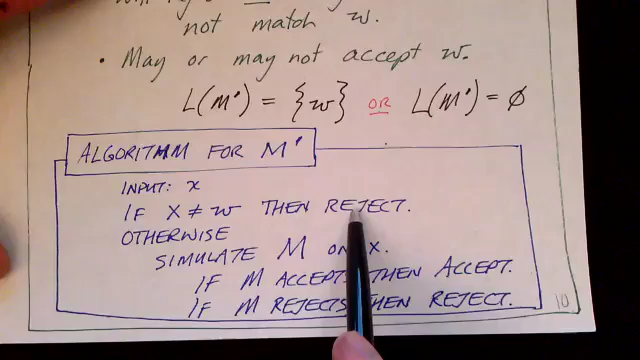 not match w.
• May or may not accept w.
L(M') = {w} OR L(M') = ∅
ALGORITHM FOR M'
INPUT: x
IF X ≠ w THEN REJECT.
OTHERWISE
SIMULATE M ON X.
IF M ACCEPTS THEN ACCEPT.
IF M REJECTS THEN REJECT.
10